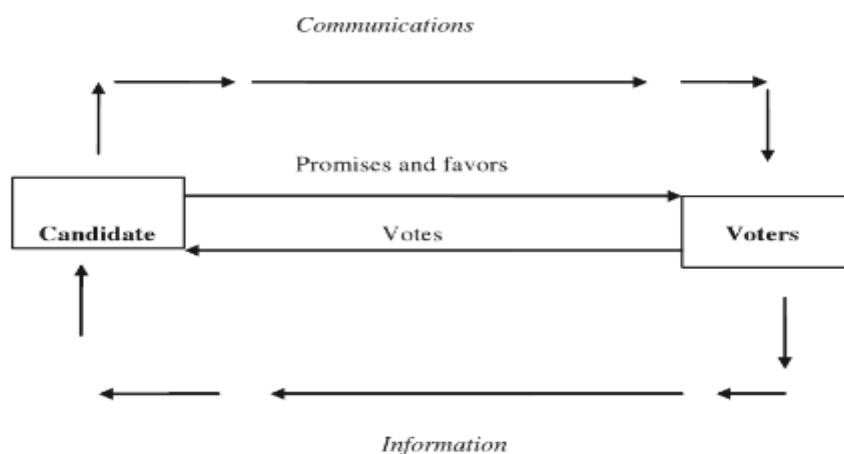 Communications
Promises and favors
Candidate
Votes
Voters
Information